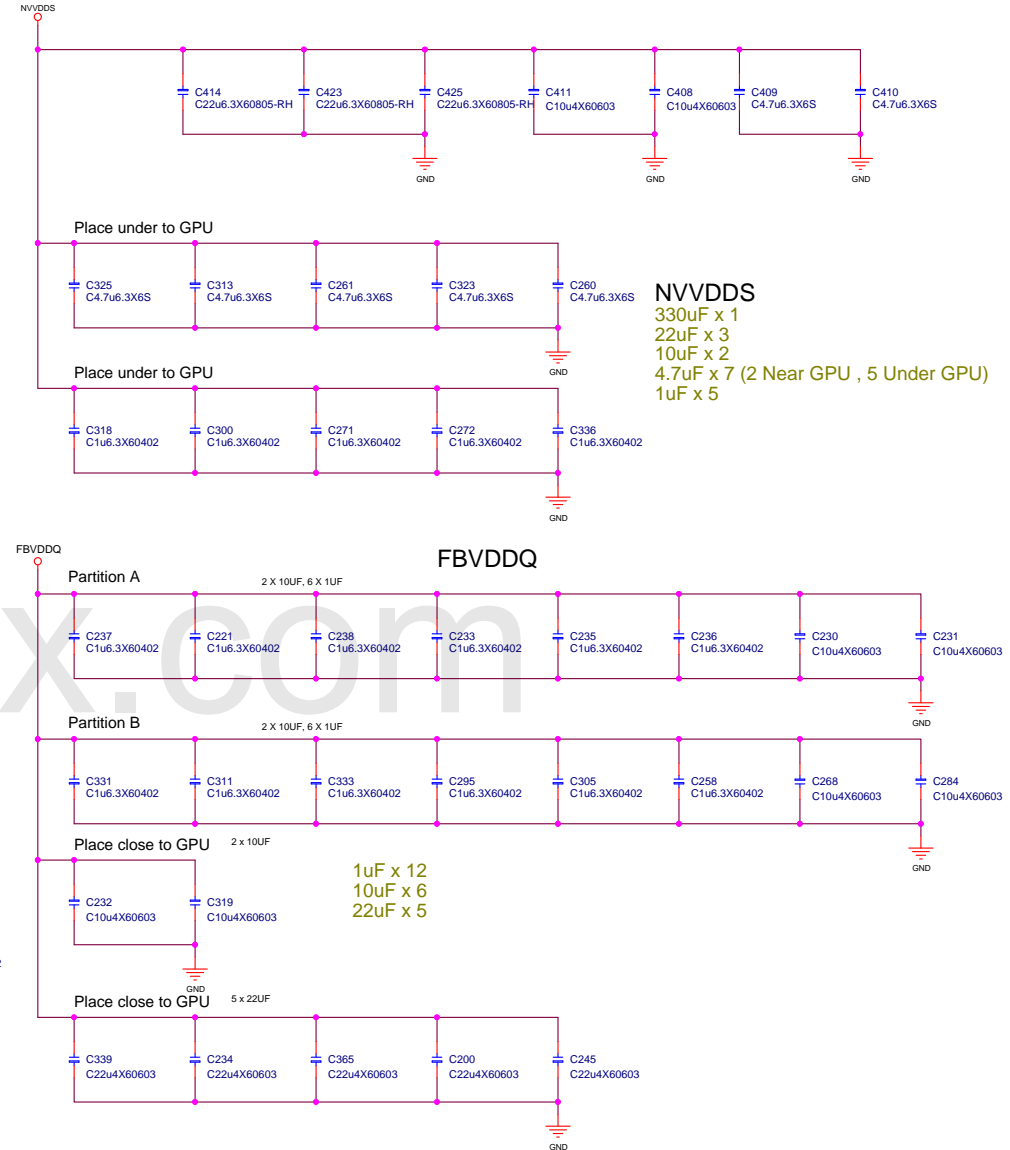 NVVDDS
C414
C22u6.3X60805-RH
C423
C22u6.3X60805-RH
C425
C22u6.3X60805-RH
C411
C10u4X60603
C408
C10u4X60603
C409
C4.7u6.3X6S
C410
C4.7u6.3X6S
GND
GND
GND
Place under to GPU
C325
C4.7u6.3X6S
C313
C4.7u6.3X6S
C261
C4.7u6.3X6S
C323
C4.7u6.3X6S
C260
C4.7u6.3X6S
GND
NVVDDS
330uF x 1
22uF x 3
10uF x 2
4.7uF x 7 (2 Near GPU , 5 Under GPU)
1uF x 5
Place under to GPU
C318
C1u6.3X60402
C300
C1u6.3X60402
C271
C1u6.3X60402
C272
C1u6.3X60402
C336
C1u6.3X60402
GND
FBVDDQ
FBVDDQ
Partition A
2 X 10UF, 6 X 1UF
C237
C1u6.3X60402
C221
C1u6.3X60402
C238
C1u6.3X60402
C233
C1u6.3X60402
C235
C1u6.3X60402
C236
C1u6.3X60402
C230
C10u4X60603
C231
C10u4X60603
GND
x.com
Partition B
2 X 10UF, 6 X 1UF
C331
C1u6.3X60402
C311
C1u6.3X60402
C333
C1u6.3X60402
C295
C1u6.3X60402
C305
C1u6.3X60402
C258
C1u6.3X60402
C268
C10u4X60603
C284
C10u4X60603
GND
Place close to GPU
2 x 10UF
C232
C10u4X60603
C319
C10u4X60603
GND
1uF x 12
10uF x 6
22uF x 5
Place close to GPU
5 x 22UF
C339
C22u4X60603
C234
C22u4X60603
C365
C22u4X60603
C200
C22u4X60603
C245
C22u4X60603
GND